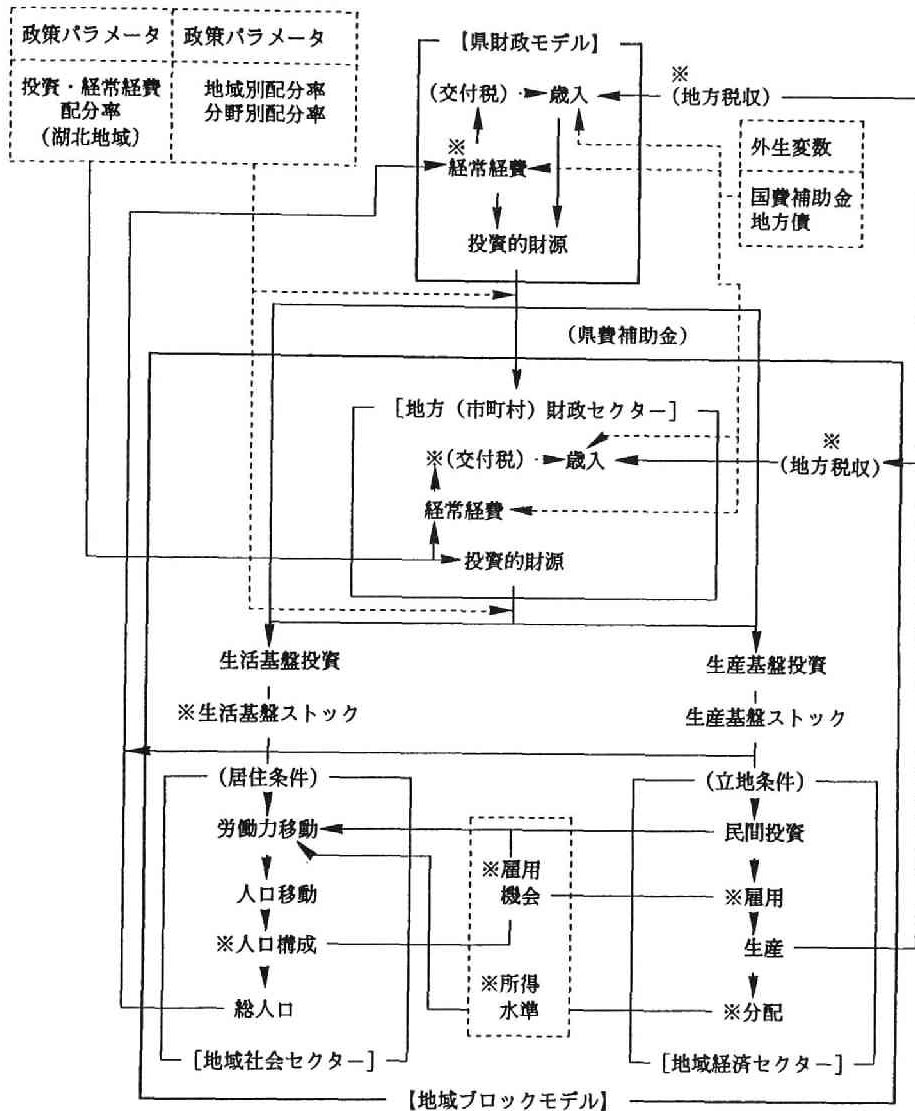 政策パラメータ
投資・経常経費
配分率
(湖北地域)
政策パラメータ
地域別配分率
分野別配分率
【県財政モデル】
(交付税)
歳入
※
(地方税収)
※
経常経費
投資的財源
外生変数
国費補助金
地方債
(県費補助金)
[地方(市町村)財政セクター]
※(交付税)
歳入
※
(地方税収)
経常経費
投資的財源
生活基盤投資
※生活基盤ストック
生産基盤投資
生産基盤ストック
(居住条件)
労働力移動
人口移動
※人口構成
総人口
[地域社会セクター]
※雇用
機会
※所得
水準
(立地条件)
民間投資
※雇用
生産
※分配
[地域経済セクター]
【地域ブロックモデル】